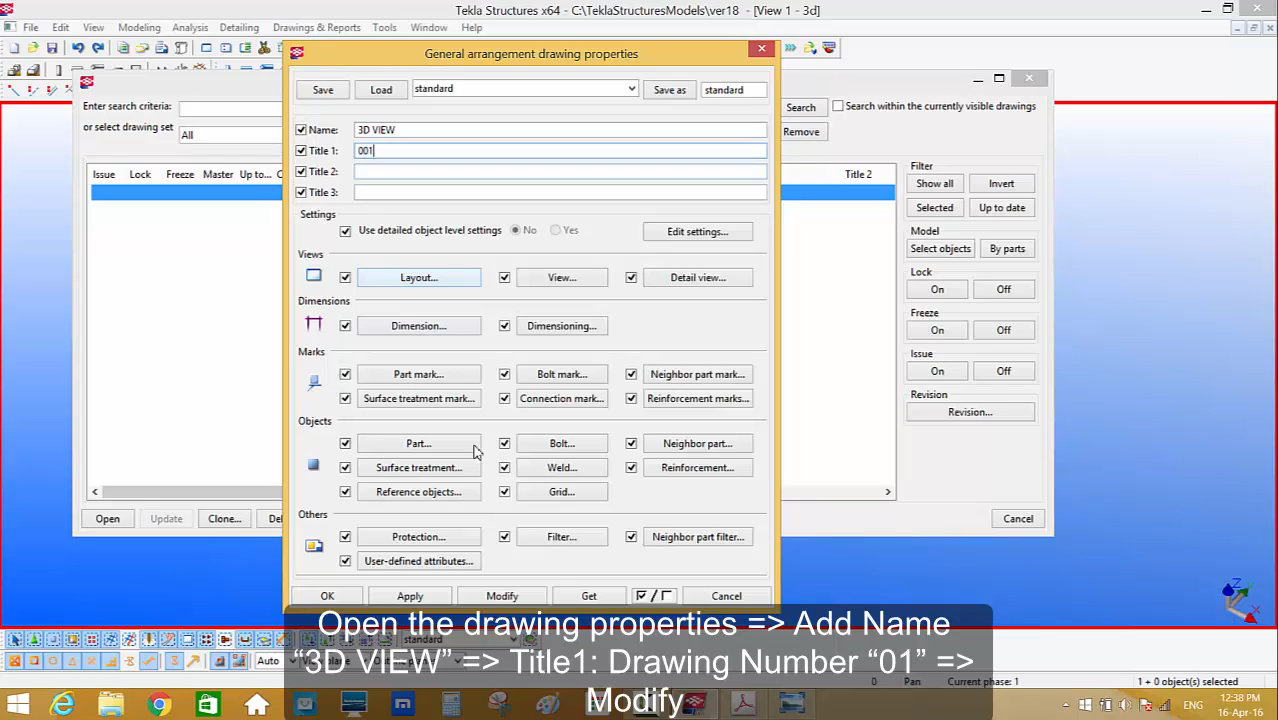 Tekla Structures x64 - C:\TeklaStructuresModels\ver18 - [View 1 - 3d]
File Edit View Modeling Analysis Detailing Drawings & Reports Tools Window Help
General arrangement drawing properties
Save Load standard Save as standard
Enter search criteria:
or select drawing set All
Search Search within the currently visible drawings
Remove
Name: 3D VIEW
Title 1: 001
Title 2:
Title 3:
Issue Lock Freeze Master Up to... Title 2
Filter
Show all Invert
Selected Up to date
Model
Select objects By parts
Lock
On Off
Freeze
On Off
Issue
On Off
Revision
Revision...
Settings
Use detailed object level settings No Yes Edit settings...
Views
Layout... View... Detail view...
Dimensions
Dimension... Dimensioning...
Marks
Part mark... Bolt mark... Neighbor part mark...
Surface treatment mark... Connection mark... Reinforcement marks...
Objects
Part... Bolt... Neighbor part...
Surface treatment... Weld... Reinforcement...
Reference objects... Grid...
Others
Protection... Filter... Neighbor part filter...
User-defined attributes...
Open Update Clone... Cancel
OK Apply Modify Get Cancel
Open the drawing properties => Add Name
“3D VIEW” => Title1: Drawing Number “01” =>
Modify
standard
Auto
0 Pan Current phase: 1 1 + 0 object(s) selected
ENG
12:38 PM
16-Apr-16